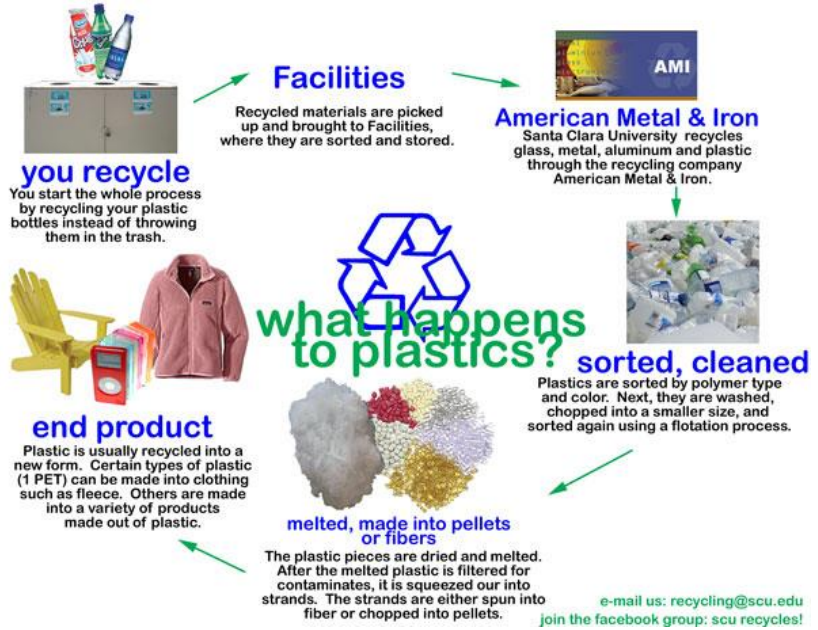 you recycle
You start the whole process
by recycling your plastic
bottles instead of throwing
them in the trash.
Facilities
Recycled materials are picked
up and brought to Facilities,
where they are sorted and stored.
AMI
American Metal & Iron
Santa Clara University recycles
glass, metal, aluminum and plastic
through the recycling company
American Metal & Iron.
what happens
to plastics?
sorted, cleaned
Plastics are sorted by polymer type
and color. Next, they are washed,
chopped into a smaller size, and
sorted again using a flotation process.
melted, made into pellets
or fibers
The plastic pieces are dried and melted.
After the melted plastic is filtered for
contaminates, it is squeezed our into
strands. The strands are either spun into
fiber or chopped into pellets.
end product
Plastic is usually recycled into a
new form. Certain types of plastic
(1 PET) can be made into clothing
such as fleece. Others are made
into a variety of products
made out of plastic.
e-mail us: recycling@scu.edu
join the facebook group: scu recycles!